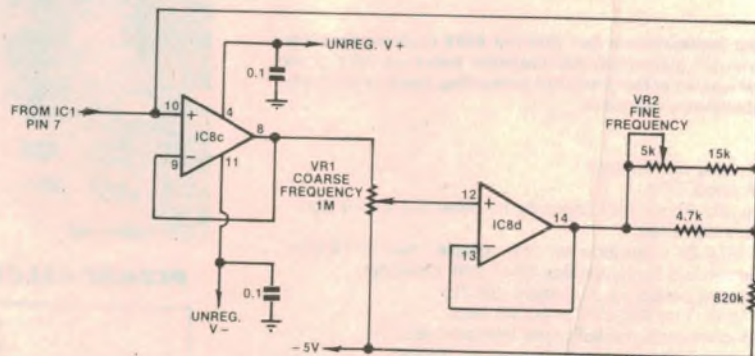 UNREG. V+
0.1
4
FROM IC1
PIN 7
10
+
IC8c
8
9
−
11
VR1
COARSE
FREQUENCY
1M
VR2
FINE
FREQUENCY
5k
15k
12
+
IC8d
14
13
−
4.7k
0.1
820k
UNREG.
V−
−5V